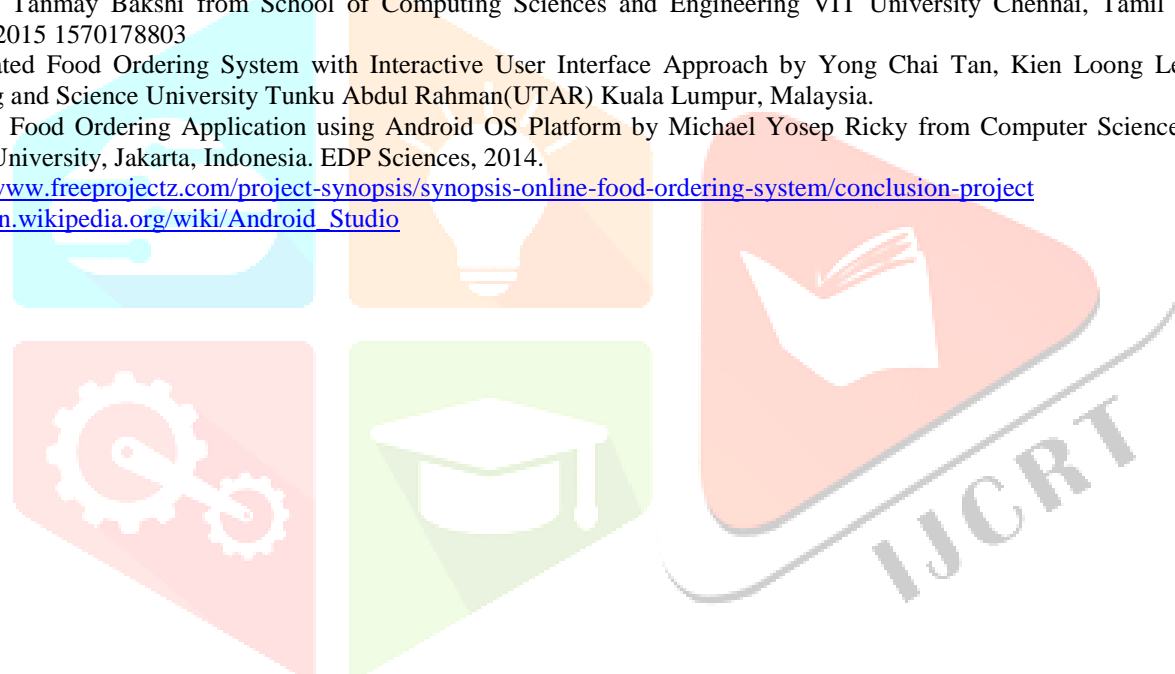 Tanmay Bakshi from School of Computing Sciences and Engineering VIT University Chennai, Tamil
2015 1570178803
ated Food Ordering System with Interactive User Interface Approach by Yong Chai Tan, Kien Loong Le
g and Science University Tunku Abdul Rahman(UTAR) Kuala Lumpur, Malaysia.
Food Ordering Application using Android OS Platform by Michael Yosep Ricky from Computer Science
University, Jakarta, Indonesia. EDP Sciences, 2014.
www.freeprojectz.com/project-synopsis/synopsis-online-food-ordering-system/conclusion-project
n.wikipedia.org/wiki/Android_Studio
IJCRT